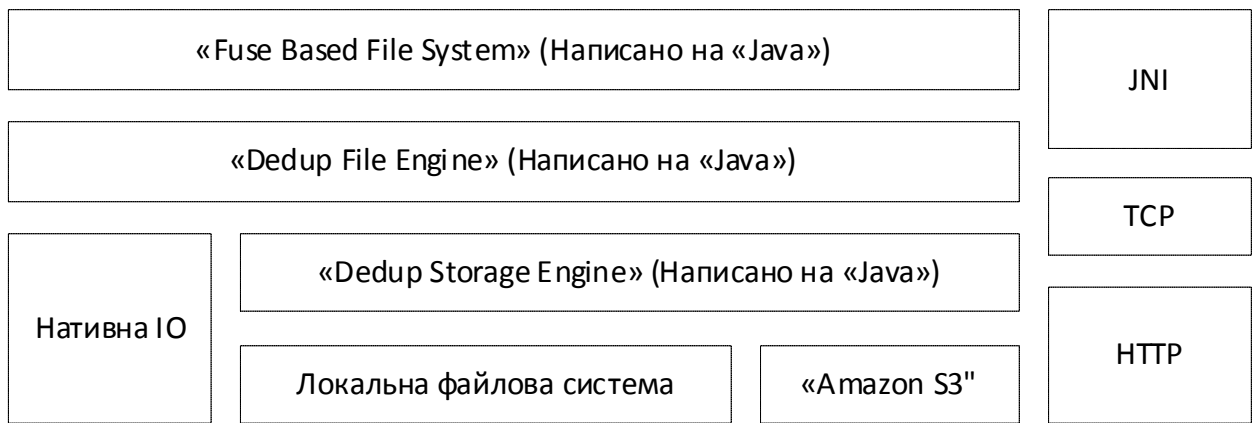 «Fuse Based File System» (Написано на «Java»)
JNI
«Dedup File Engine» (Написано на «Java»)
TCP
«Dedup Storage Engine» (Написано на «Java»)
Нативна IO
HTTP
Локальна файлова система
«Amazon S3"